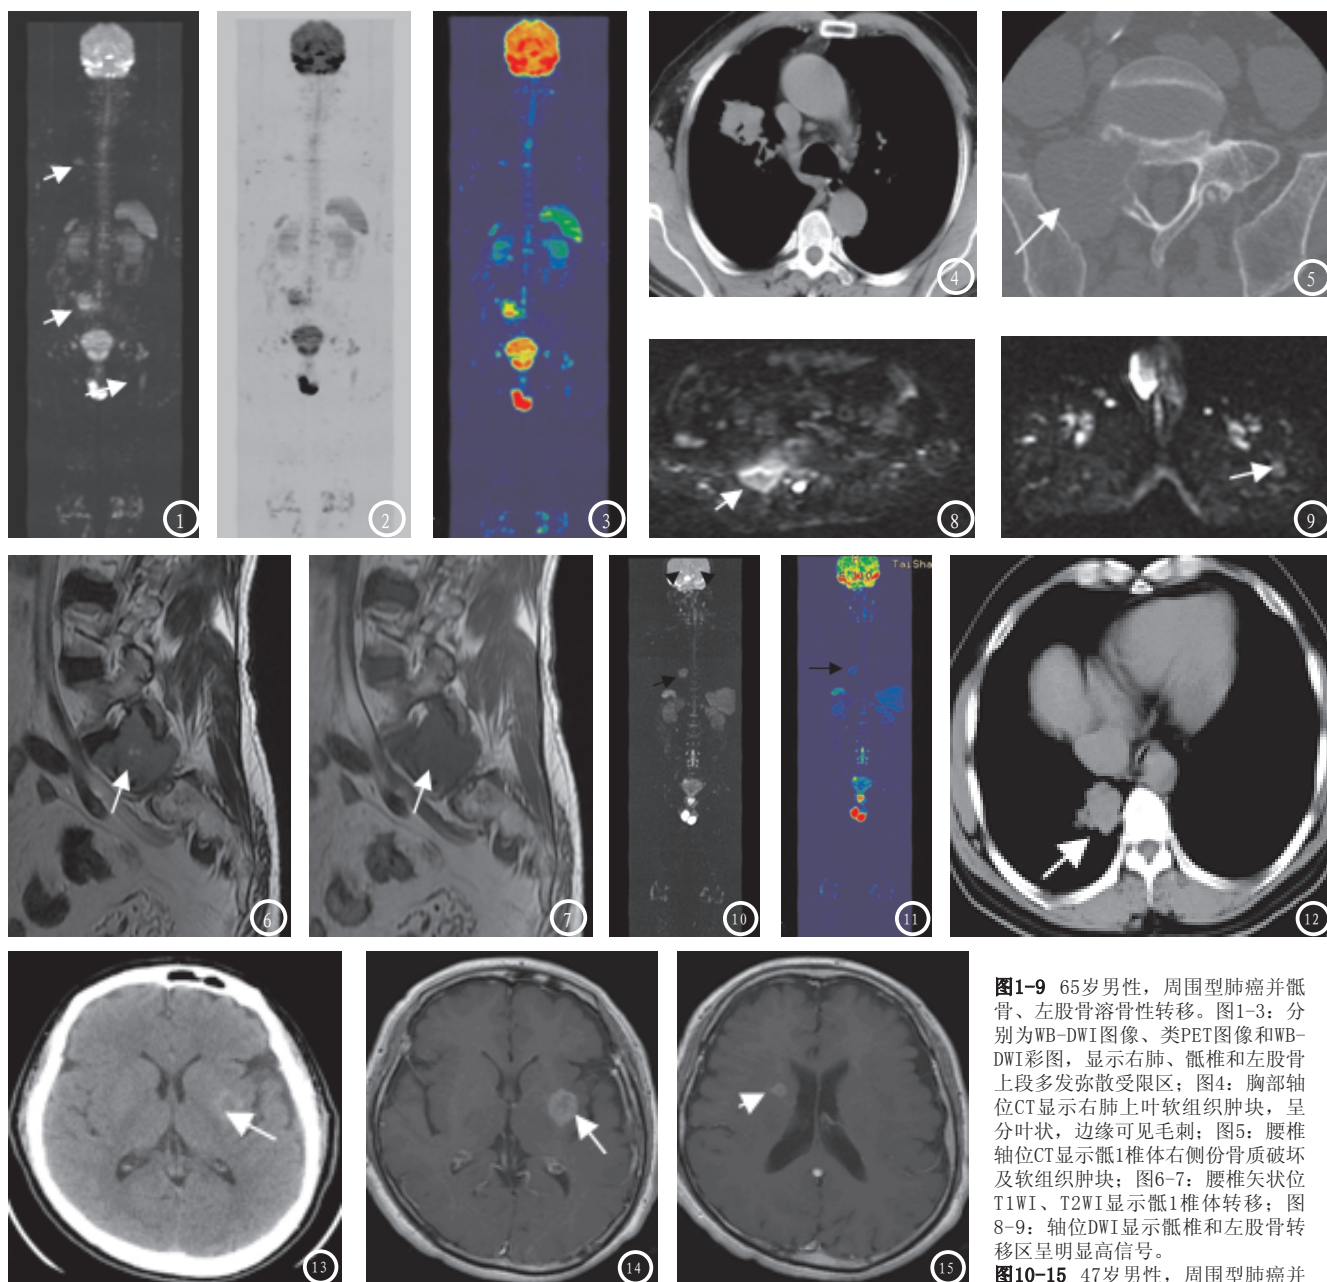 1
2
3
4
5
8
9
6
7
10
TaiSha
11
12
13
14
15
图1-9 65岁男性，周围型肺癌并骶
骨、左股骨溶骨性转移。图1-3：分
别为WB-DWI图像、类PET图像和WB-
DWI彩图，显示右肺、骶椎和左股骨
上段多发弥散受限区；图4：胸部轴
位CT显示右肺上叶软组织肿块，呈
分叶状，边缘可见毛刺；图5：腰椎
轴位CT显示骶1椎体右侧份骨质破坏
及软组织肿块；图6-7：腰椎矢状位
T1WI、T2WI显示骶1椎体转移；图
8-9：轴位DWI显示骶椎和左股骨转
移区呈明显高信号。
图10-15 47岁男性，周围型肺癌并